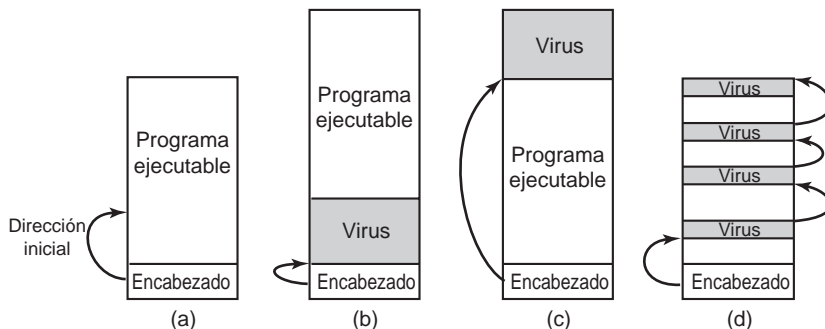 Programa
ejecutable
Dirección
inicial
Encabezado
(a)
Programa
ejecutable
Virus
Encabezado
(b)
Virus
Programa
ejecutable
Encabezado
(c)
Virus
Virus
Virus
Virus
Encabezado
(d)